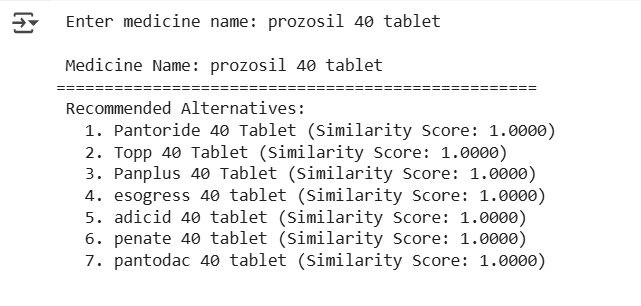 Enter medicine name: prozosil 40 tablet
Medicine Name: prozosil 40 tablet
==================================================
Recommended Alternatives:
1. Pantoride 40 Tablet (Similarity Score: 1.0000)
2. Topp 40 Tablet (Similarity Score: 1.0000)
3. Panplus 40 Tablet (Similarity Score: 1.0000)
4. esogress 40 tablet (Similarity Score: 1.0000)
5. adicid 40 tablet (Similarity Score: 1.0000)
6. penate 40 tablet (Similarity Score: 1.0000)
7. pantodac 40 tablet (Similarity Score: 1.0000)